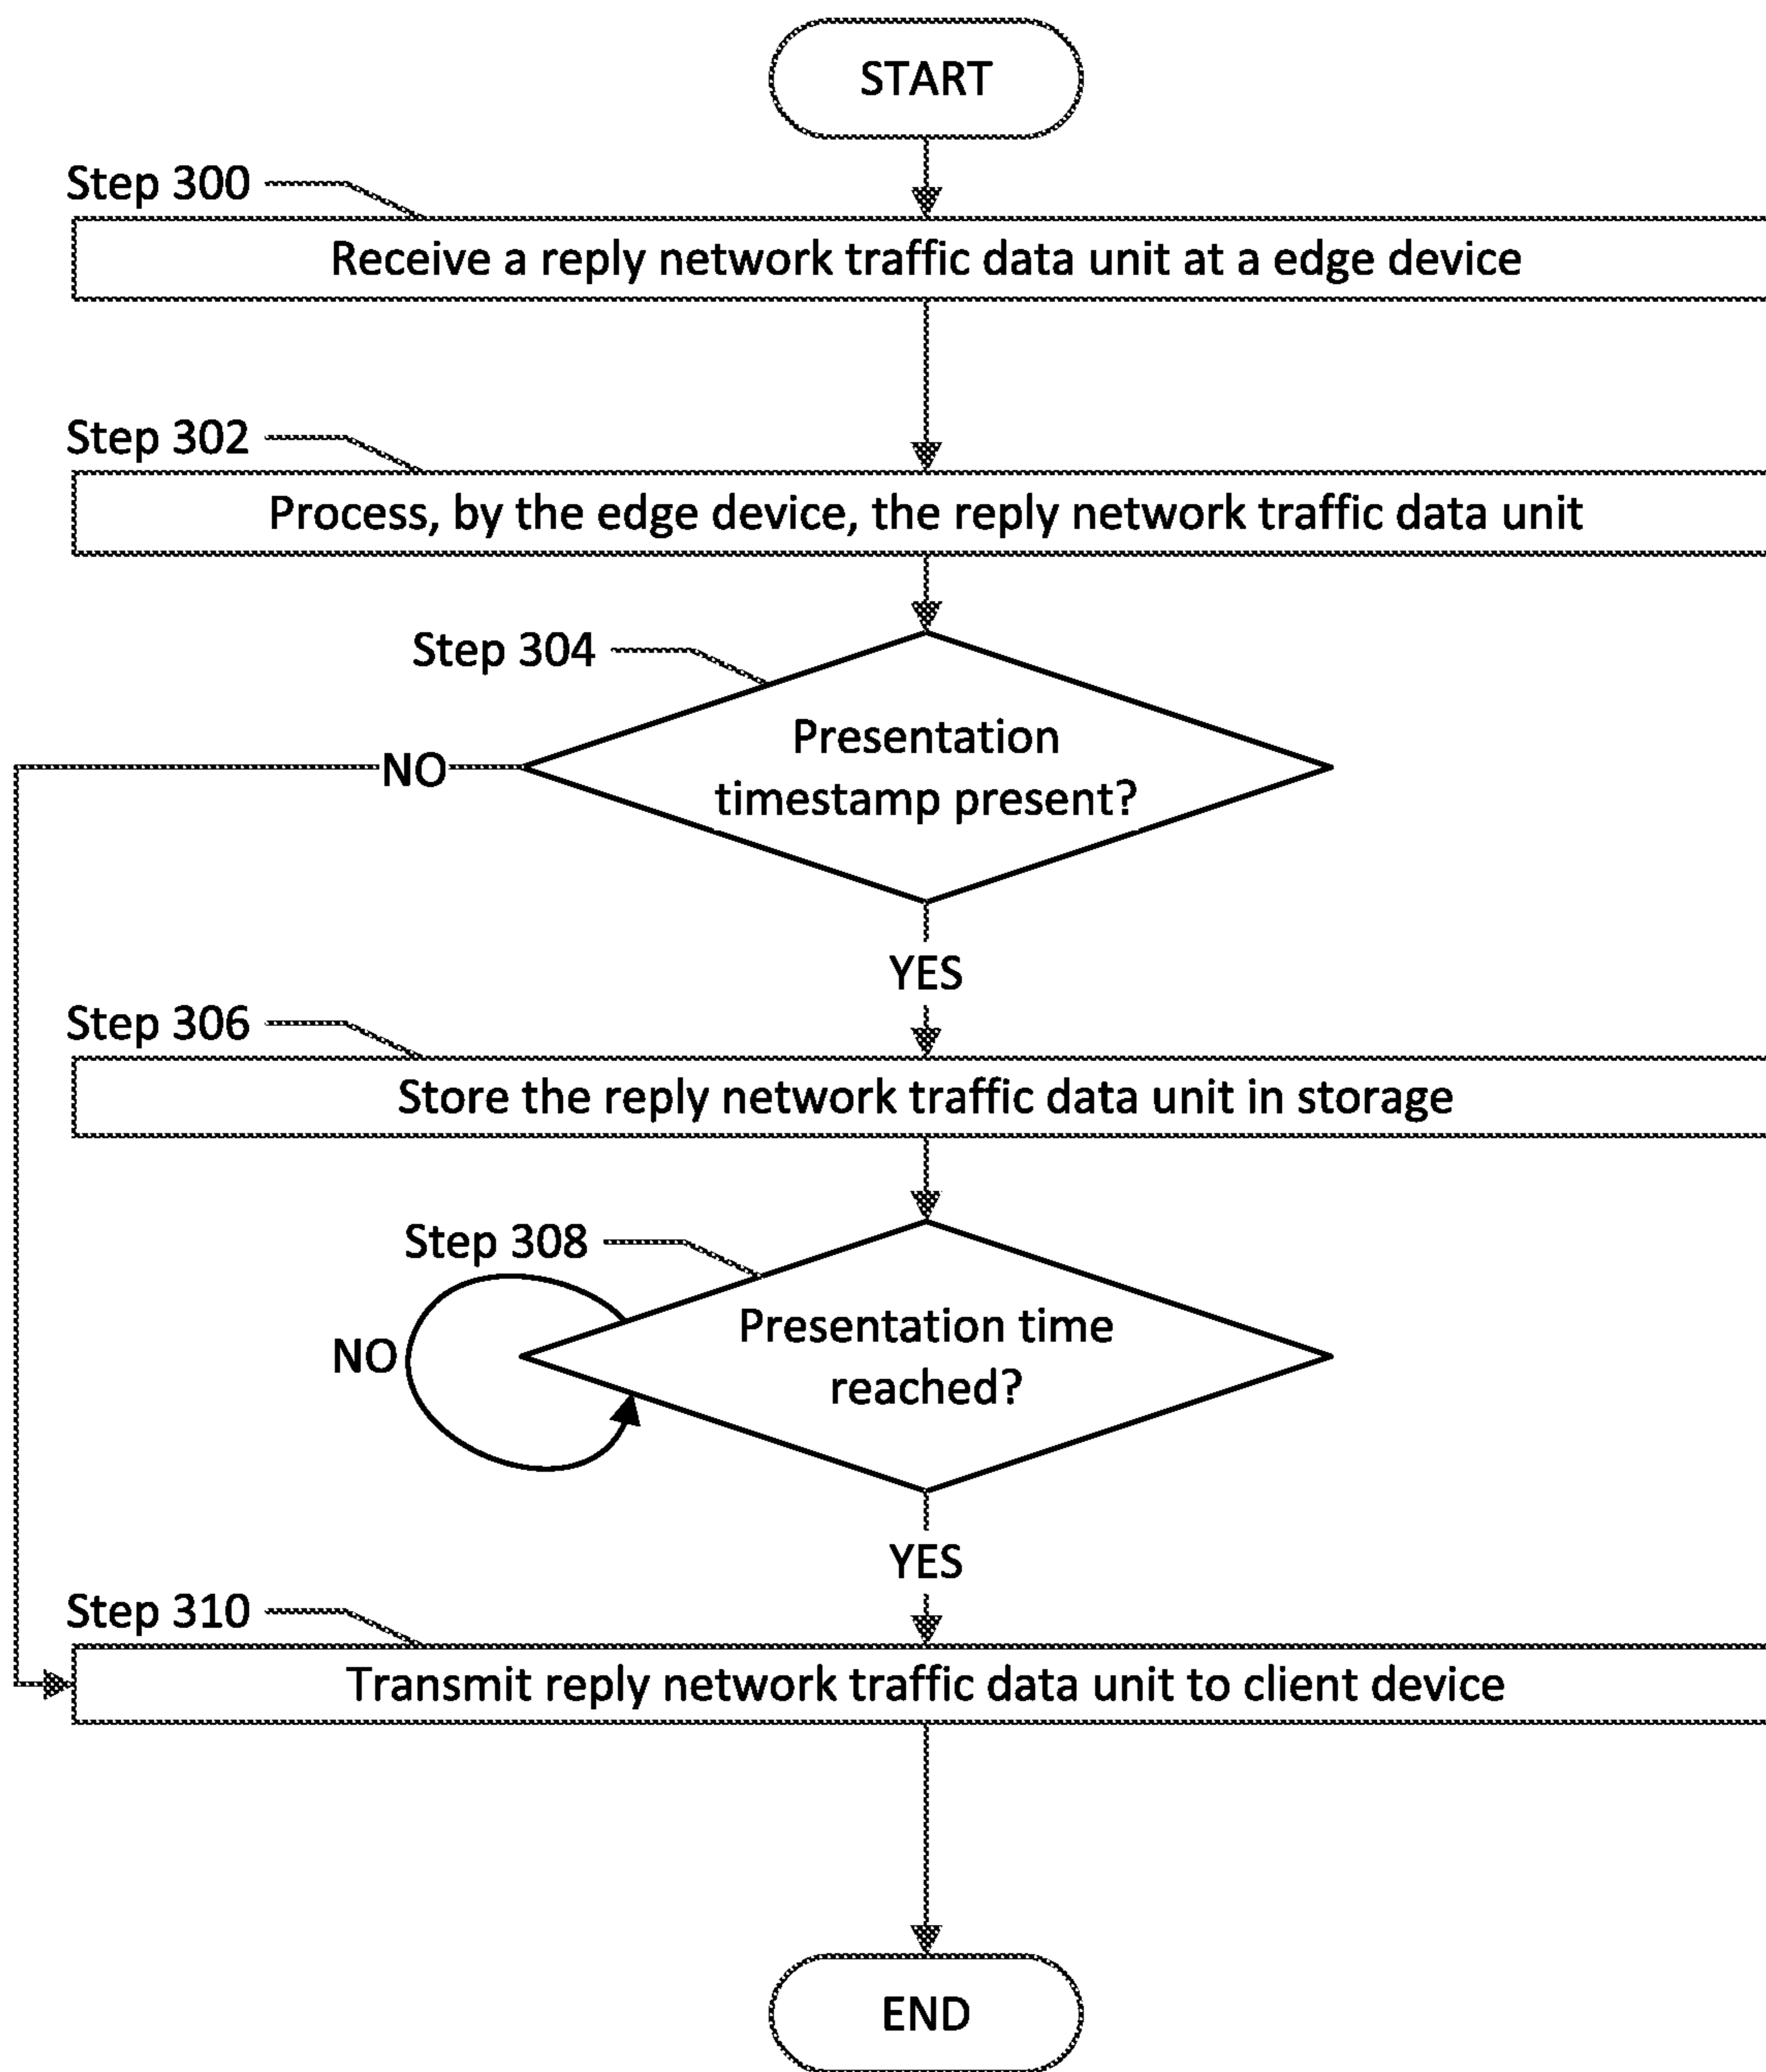 START
Step 300
Receive a reply network traffic data unit at a edge device
Step 302
Process, by the edge device, the reply network traffic data unit
Step 304
Presentation
timestamp present?
NO
YES
Step 306
Store the reply network traffic data unit in storage
Step 308
Presentation time
reached?
NO
YES
Step 310
Transmit reply network traffic data unit to client device
END